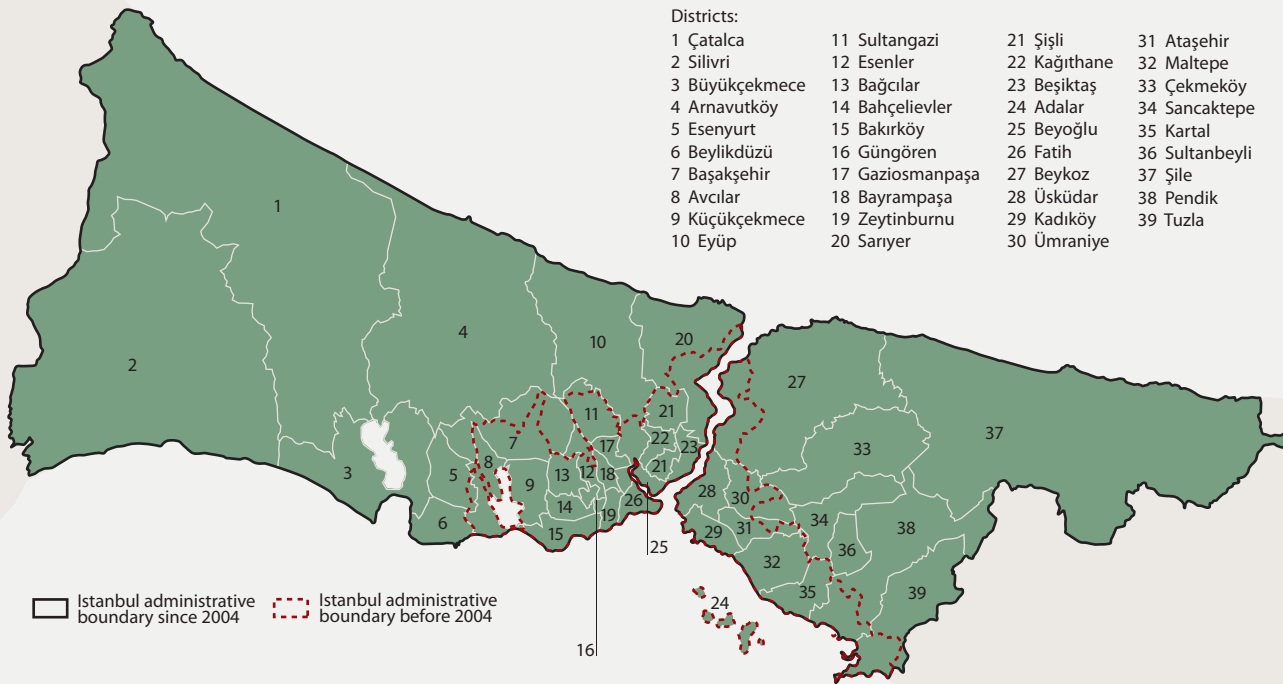 Districts:
1 Çatalca
2 Silivri
3 Büyükçekmece
4 Arnavutköy
5 Esenyurt
6 Beylikdüzü
7 Başakşehir
8 Avcılar
9 Küçükçekmece
10 Eyüp
11 Sultangazi
12 Esenler
13 Bağcılar
14 Bahçelievler
15 Bakırköy
16 Güngören
17 Gaziosmanpaşa
18 Bayrampaşa
19 Zeytinburnu
20 Sarıyer
21 Şişli
22 Kağıthane
23 Beşiktaş
24 Adalar
25 Beyoğlu
26 Fatih
27 Beykoz
28 Üsküdar
29 Kadıköy
30 Ümraniye
31 Ataşehir
32 Maltepe
33 Çekmeköy
34 Sancaktepe
35 Kartal
36 Sultanbeyli
37 Şile
38 Pendik
39 Tuzla
1
2
3
4
5
6
7
8
9
10
11
12
13
14
15
16
17
18
19
20
21
21
22
23
24
25
26
27
28
29
30
31
32
33
34
35
36
37
38
39
Istanbul administrative
boundary since 2004
Istanbul administrative
boundary before 2004